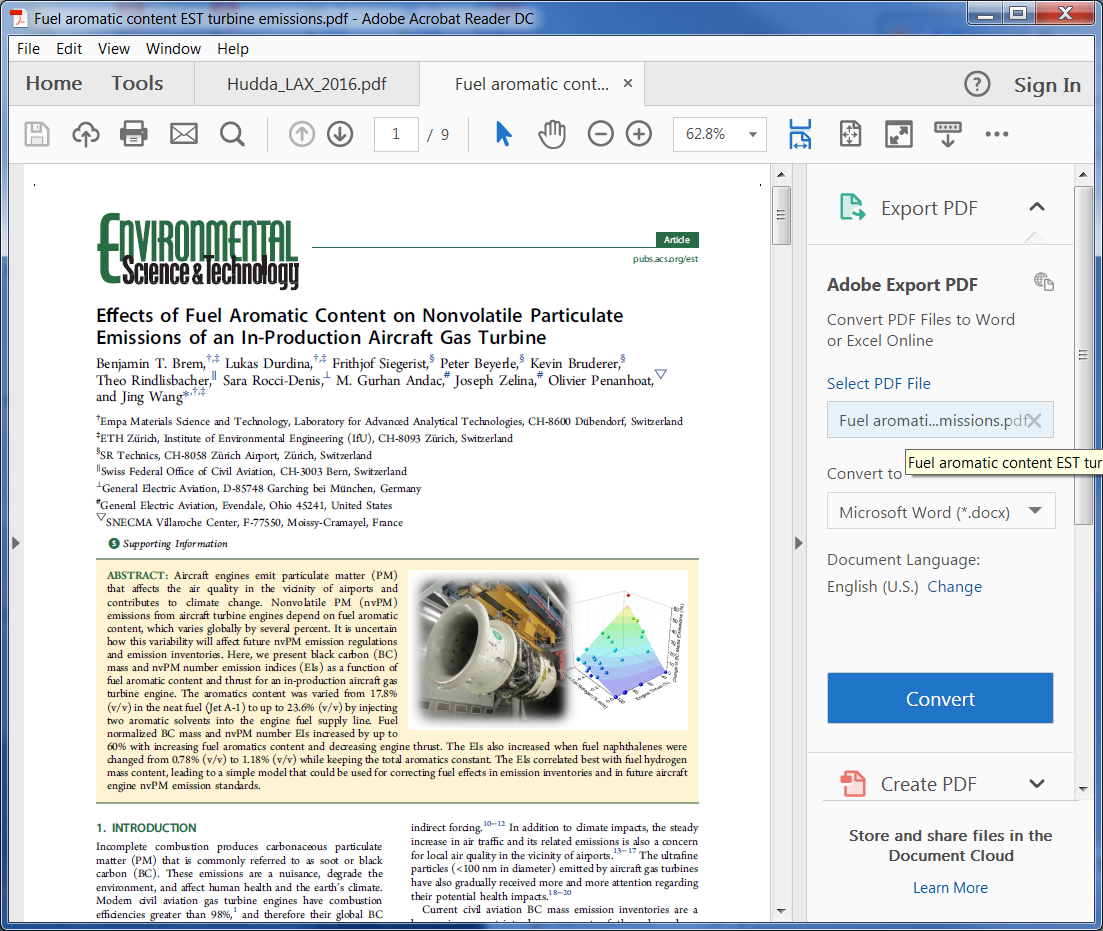 Fuel aromatic content EST turbine emissions.pdf - Adobe Acrobat Reader DC
File Edit View Window Help
Home Tools Hudda_LAX_2016.pdf Fuel aromatic cont... × ? Sign In
1 / 9 62.8%
ENVIRONMENTAL
Science & Technology
Article
pubs.acs.org/est
Effects of Fuel Aromatic Content on Nonvolatile Particulate
Emissions of an In-Production Aircraft Gas Turbine
Benjamin T. Brem,†,‡ Lukas Durdina,†,‡ Frithjof Siegerist,§ Peter Beyerle,§ Kevin Bruderer,§
Theo Rindlisbacher,∥ Sara Rocci-Denis,⊥ M. Gurhan Andac,# Joseph Zelina,# Olivier Penanhoat,▽
and Jing Wang*,†,‡
†Empa Materials Science and Technology, Laboratory for Advanced Analytical Technologies, CH-8600 Dübendorf, Switzerland
‡ETH Zürich, Institute of Environmental Engineering (IfU), CH-8093 Zürich, Switzerland
§SR Technics, CH-8058 Zürich Airport, Zürich, Switzerland
∥Swiss Federal Office of Civil Aviation, CH-3003 Bern, Switzerland
⊥General Electric Aviation, D-85748 Garching bei München, Germany
#General Electric Aviation, Evendale, Ohio 45241, United States
▽SNECMA Villaroche Center, F-77550, Moissy-Cramayel, France
S Supporting Information
ABSTRACT: Aircraft engines emit particulate matter (PM)
that affects the air quality in the vicinity of airports and
contributes to climate change. Nonvolatile PM (nvPM)
emissions from aircraft turbine engines depend on fuel aromatic
content, which varies globally by several percent. It is uncertain
how this variability will affect future nvPM emission regulations
and emission inventories. Here, we present black carbon (BC)
mass and nvPM number emission indices (EIs) as a function of
fuel aromatic content and thrust for an in-production aircraft gas
turbine engine. The aromatics content was varied from 17.8%
(v/v) in the neat fuel (Jet A-1) to up to 23.6% (v/v) by injecting
two aromatic solvents into the engine fuel supply line. Fuel
normalized BC mass and nvPM number EIs increased by up to
60% with increasing fuel aromatics content and decreasing engine thrust. The EIs also increased when fuel naphthalenes were
changed from 0.78% (v/v) to 1.18% (v/v) while keeping the total aromatics constant. The EIs correlated best with fuel hydrogen
mass content, leading to a simple model that could be used for correcting fuel effects in emission inventories and in future aircraft
engine nvPM emission standards.
1. INTRODUCTION
Incomplete combustion produces carbonaceous particulate
matter (PM) that is commonly referred to as soot or black
carbon (BC). These emissions are a nuisance, degrade the
environment, and affect human health and the earth's climate.
Modern civil aviation gas turbine engines have combustion
efficiencies greater than 98%,1 and therefore their global BC
indirect forcing.10−12 In addition to climate impacts, the steady
increase in air traffic and its related emissions is also a concern
for local air quality in the vicinity of airports.13−17 The ultrafine
particles (<100 nm in diameter) emitted by aircraft gas turbines
have also gradually received more and more attention regarding
their potential health impacts.18−20
Current civil aviation BC mass emission inventories are a
Export PDF
Adobe Export PDF
Convert PDF Files to Word
or Excel Online
Select PDF File
Fuel aromati...missions.pdf
Fuel aromatic content EST tur
Convert to
Microsoft Word (*.docx)
Document Language:
English (U.S.) Change
Convert
Create PDF
Store and share files in the
Document Cloud
Learn More